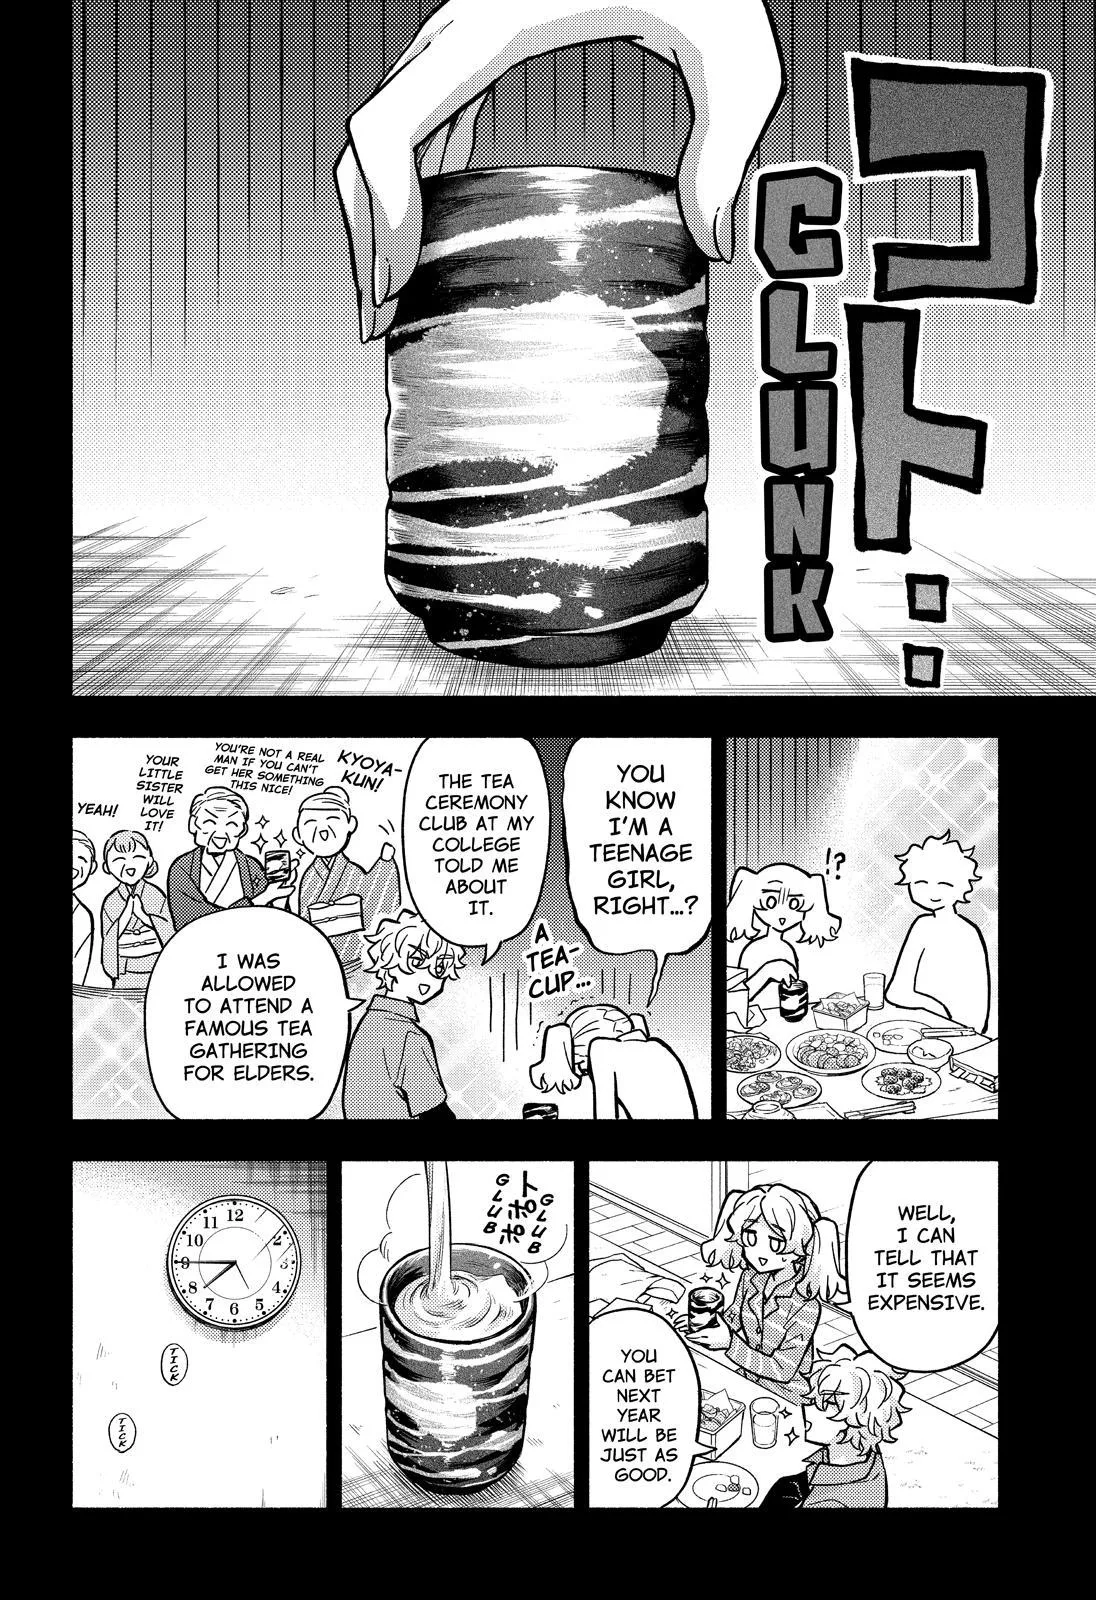 コト‥
CLUNK
!?
YOU
KNOW
I'M A
TEENAGE
GIRL,
RIGHT...?
A
TEA-
CUP...
THE TEA
CEREMONY
CLUB AT MY
COLLEGE
TOLD ME
ABOUT
IT.
KYOYA-
KUN!
YOU'RE NOT A REAL
MAN IF YOU CAN'T
GET HER SOMETHING
THIS NICE!
YOUR
LITTLE
SISTER
WILL
LOVE
IT!
YEAH!
I WAS
ALLOWED
TO ATTEND A
FAMOUS TEA
GATHERING
FOR ELDERS.
WELL,
I CAN
TELL THAT
IT SEEMS
EXPENSIVE.
YOU
CAN BET
NEXT
YEAR
WILL BE
JUST AS
GOOD.
トポポ
GLUB
GLUB
12
1
2
3
4
5
6
7
8
9
10
11
TICK
TICK